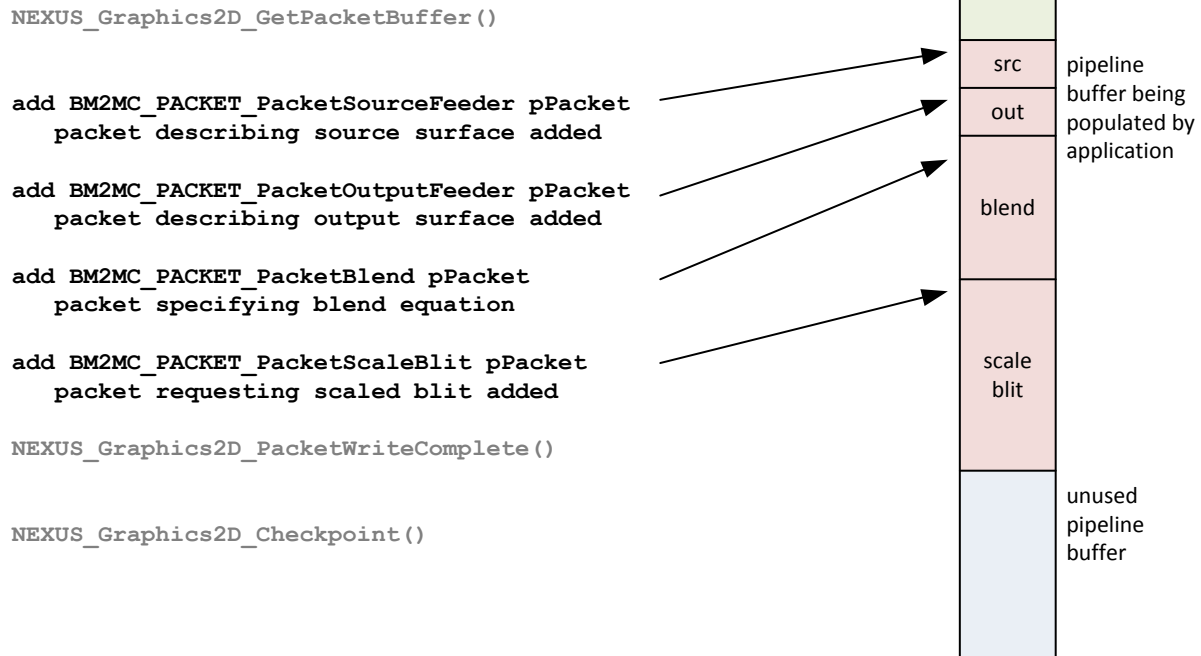 NEXUS_Graphics2D_GetPacketBuffer()
add BM2MC_PACKET_PacketSourceFeeder pPacket
packet describing source surface added
add BM2MC_PACKET_PacketOutputFeeder pPacket
packet describing output surface added
add BM2MC_PACKET_PacketBlend pPacket
packet specifying blend equation
add BM2MC_PACKET_PacketScaleBlit pPacket
packet requesting scaled blit added
NEXUS_Graphics2D_PacketWriteComplete()
NEXUS_Graphics2D_Checkpoint()
src
out
blend
scale
blit
pipeline
buffer being
populated by
application
unused
pipeline
buffer